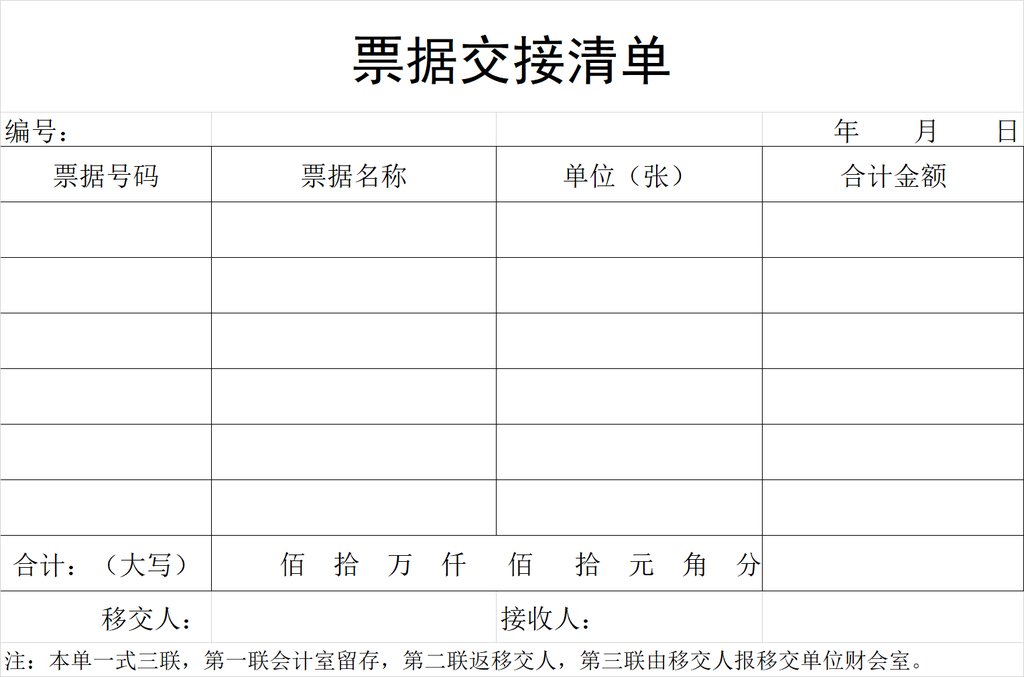 票据交接清单
编号： 年 月 日
票据号码 票据名称 单位（张） 合计金额
合计：（大写） 佰 拾 万 仟 佰 拾 元 角 分
移交人： 接收人：
注：本单一式三联，第一联会计室留存，第二联返移交人，第三联由移交人报移交单位财会室。